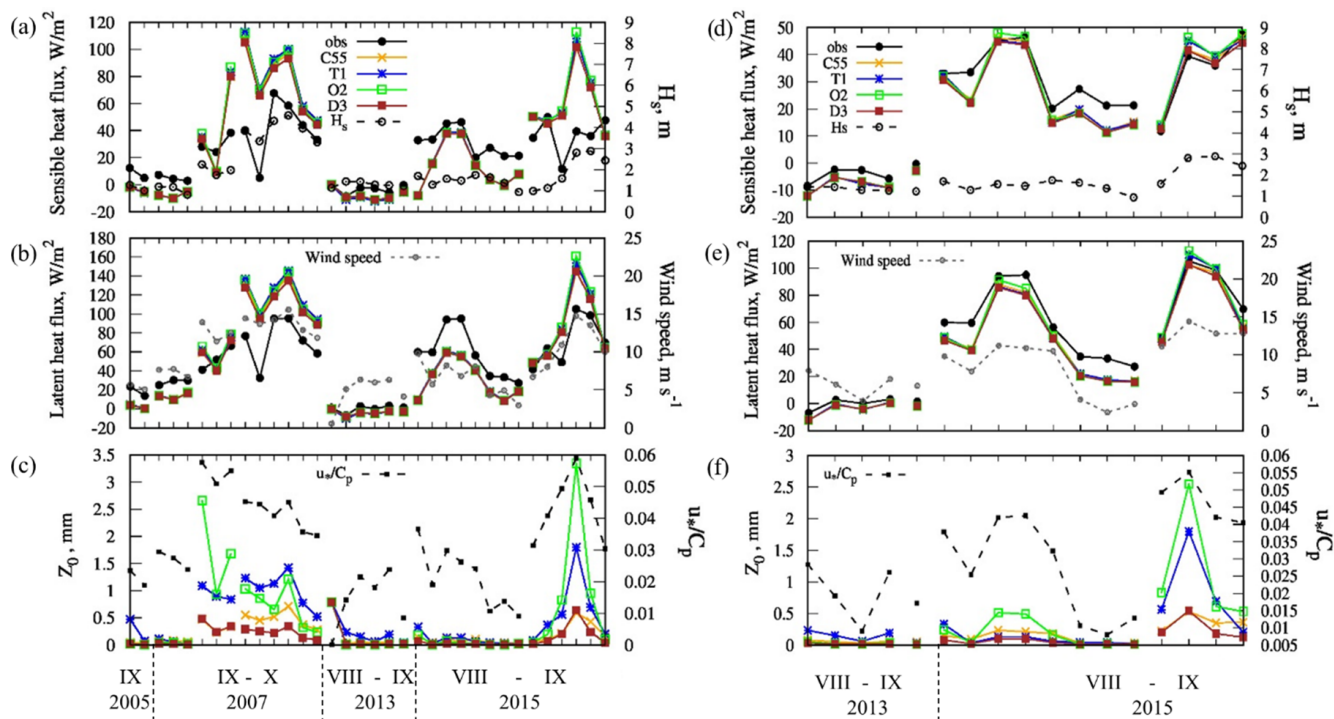 (a)
Sensible heat flux, W/m²
120
100
80
60
40
20
0
-20
obs
C55
T1
O2
D3
Hs
9
8
7
6
5
4
3
2
1
0
Hs, m
(b)
Latent heat flux, W/m²
180
160
140
120
100
80
60
40
20
0
-20
Wind speed
25
20
15
10
5
0
Wind speed, m s⁻¹
(c)
Z0 , mm
3.5
3
2.5
2
1.5
1
0.5
0
u*/Cp
0.06
0.05
0.04
0.03
0.02
0.01
0
u*/Cp
IX IX - X VIII - IX VIII - IX
2005 2007 2013 2015
(d)
Sensible heat flux, W/m²
50
40
30
20
10
0
-10
-20
obs
C55
T1
O2
D3
Hs
9
8
7
6
5
4
3
2
1
0
Hs, m
(e)
Latent heat flux, W/m²
120
100
80
60
40
20
0
-20
Wind speed
25
20
15
10
5
0
Wind speed, m s⁻¹
(f)
Z0 , mm
3
2.5
2
1.5
1
0.5
0
u*/Cp
0.06
0.055
0.05
0.045
0.04
0.035
0.03
0.025
0.02
0.015
0.01
0.005
u*/Cp
VIII - IX VIII - IX
2013 2015